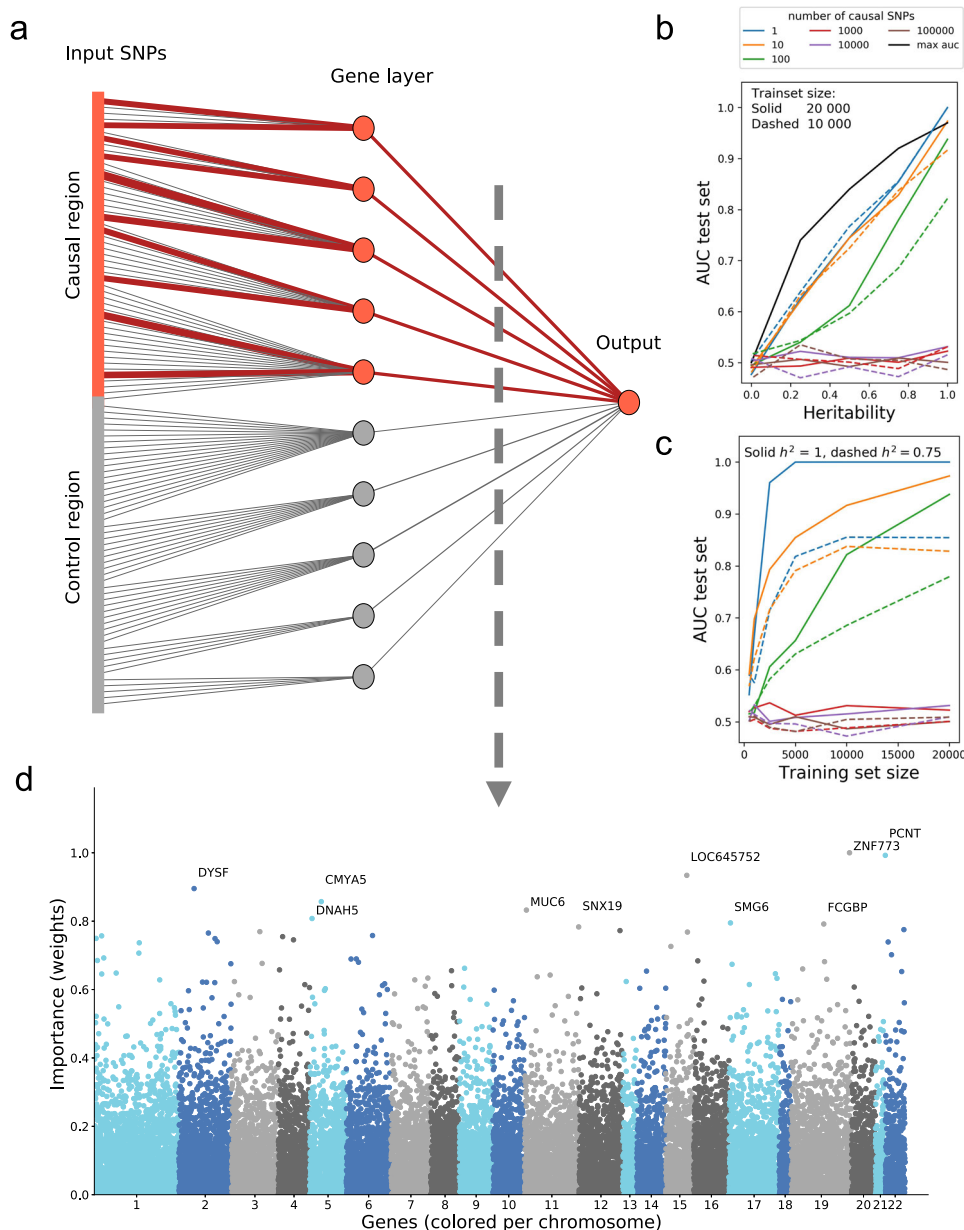 a
Input SNPs
Gene layer
Causal region
Control region
Output
b
number of causal SNPs
1
10
100
1000
10000
100000
max auc
Trainset size:
Solid 20 000
Dashed 10 000
1.0
0.9
0.8
0.7
0.6
0.5
AUC test set
0.0 0.2 0.4 0.6 0.8 1.0
Heritability
c
Solid h² = 1, dashed h² = 0.75
1.0
0.9
0.8
0.7
0.6
0.5
AUC test set
0 5000 10000 15000 20000
Training set size
d
PCNT
ZNF773
LOC645752
DYSF
CMYA5
DNAH5
MUC6
SNX19
SMG6
FCGBP
1.0
0.8
0.6
0.4
0.2
0.0
Importance (weights)
1 2 3 4 5 6 7 8 9 10 11 12 13 14 15 16 17 18 19 20 21 22
Genes (colored per chromosome)